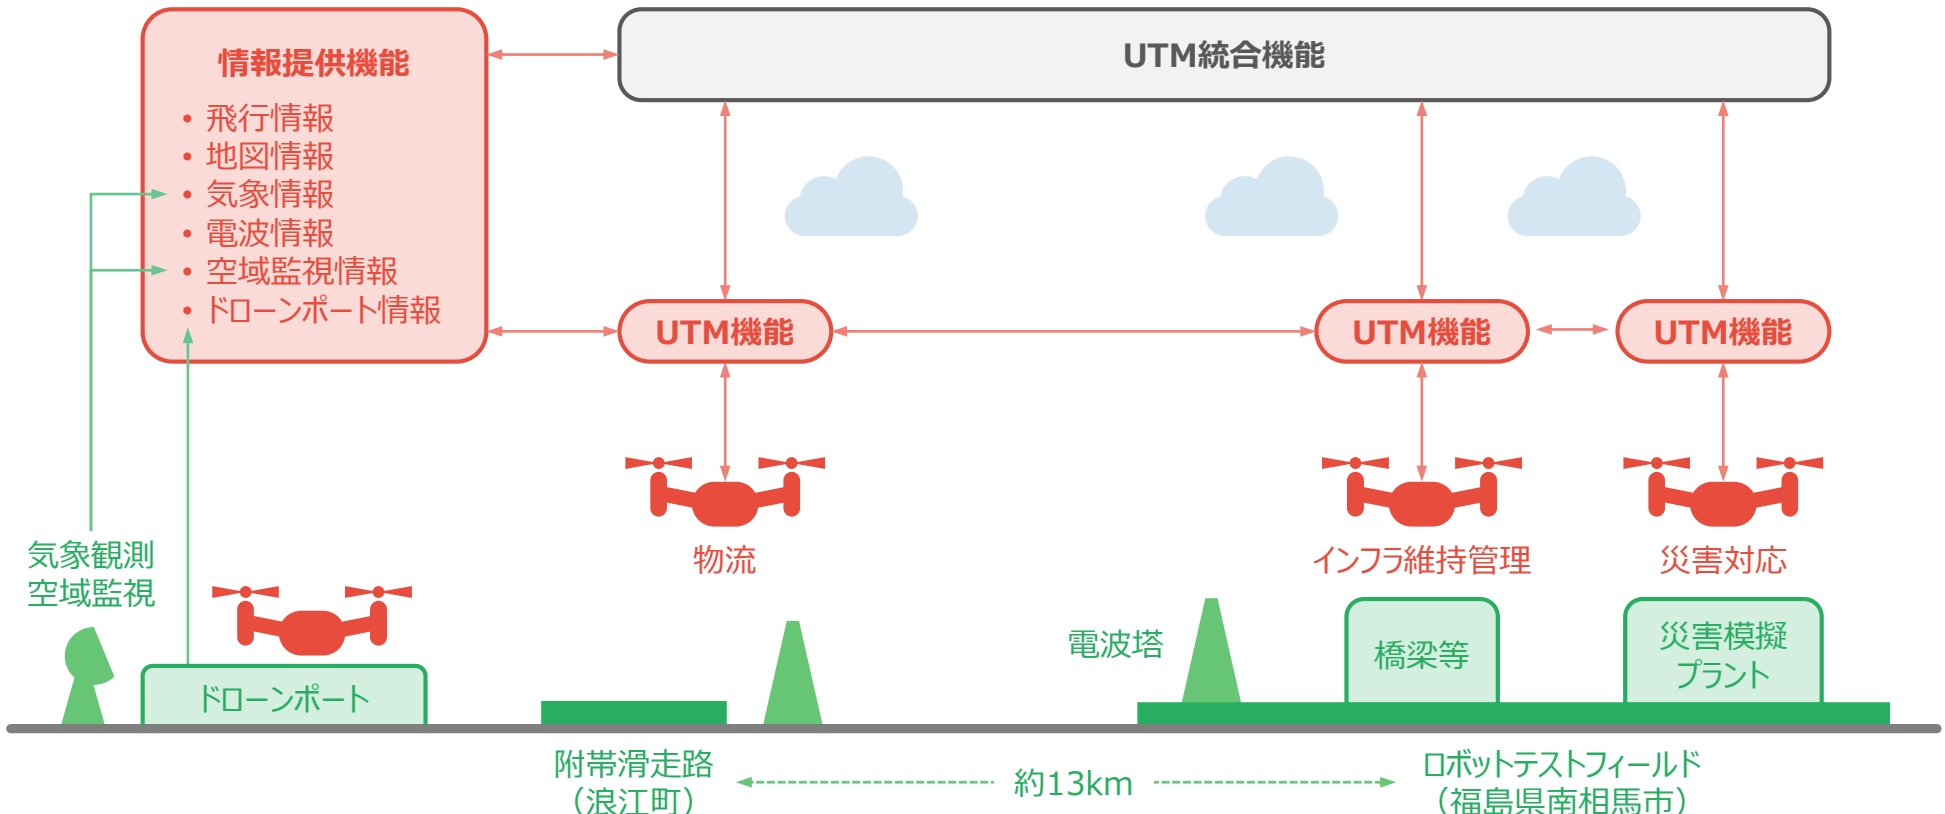 情報提供機能
• 飛行情報
• 地図情報
• 気象情報
• 電波情報
• 空域監視情報
• ドローンポート情報
UTM統合機能
UTM機能
UTM機能
UTM機能
物流
インフラ維持管理
災害対応
気象観測
空域監視
ドローンポート
電波塔
橋梁等
災害模擬
プラント
附帯滑走路
（浪江町）
約13km
ロボットテストフィールド
（福島県南相馬市）